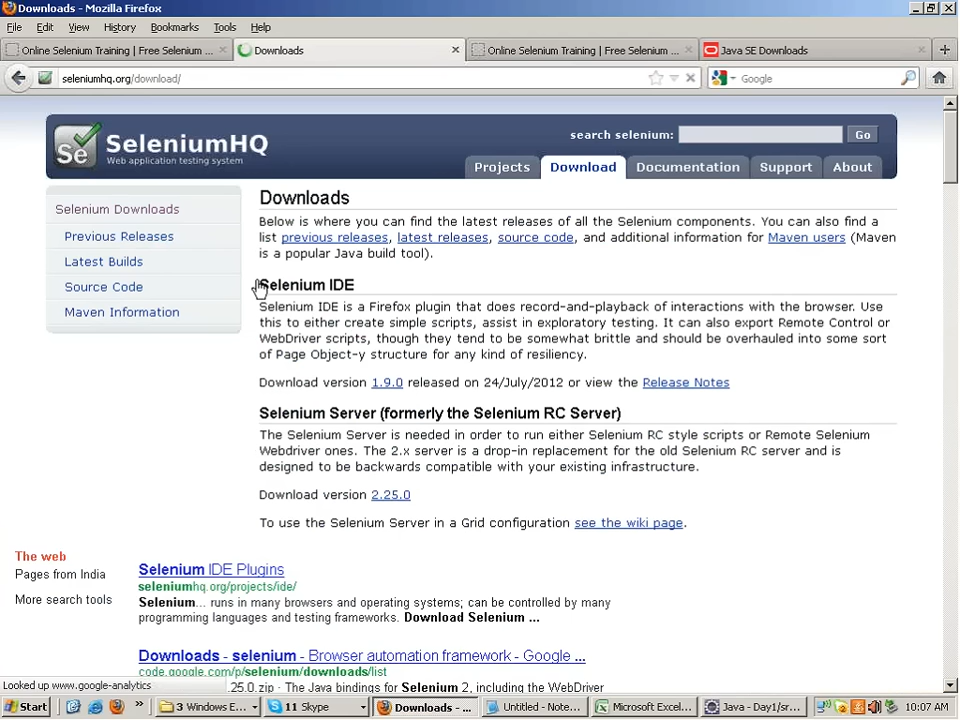 Downloads - Mozilla Firefox
File Edit View History Bookmarks Tools Help
Online Selenium Training | Free Selenium ... Downloads Online Selenium Training | Free Selenium ... Java SE Downloads
seleniumhq.org/download/ Google
SeleniumHQ
Web application testing system
Se
search selenium: Go
Projects Download Documentation Support About
Selenium Downloads
Previous Releases
Latest Builds
Source Code
Maven Information
Downloads
Below is where you can find the latest releases of all the Selenium components. You can also find a
list previous releases, latest releases, source code, and additional information for Maven users (Maven
is a popular Java build tool).
Selenium IDE
Selenium IDE is a Firefox plugin that does record-and-playback of interactions with the browser. Use
this to either create simple scripts, assist in exploratory testing. It can also export Remote Control or
WebDriver scripts, though they tend to be somewhat brittle and should be overhauled into some sort
of Page Object-y structure for any kind of resiliency.
Download version 1.9.0 released on 24/July/2012 or view the Release Notes
Selenium Server (formerly the Selenium RC Server)
The Selenium Server is needed in order to run either Selenium RC style scripts or Remote Selenium
Webdriver ones. The 2.x server is a drop-in replacement for the old Selenium RC server and is
designed to be backwards compatible with your existing infrastructure.
Download version 2.25.0
To use the Selenium Server in a Grid configuration see the wiki page.
The web
Pages from India
More search tools
Selenium IDE Plugins
seleniumhq.org/projects/ide/
Selenium... runs in many browsers and operating systems; can be controlled by many
programming languages and testing frameworks. Download Selenium ...
Downloads - selenium - Browser automation framework - Google ...
code.google.com/p/selenium/downloads/list
.25.0.zip · The Java bindings for Selenium 2, including the WebDriver
Looked up www.google-analytics
Start 3 Windows E... 11 Skype Downloads - ... Untitled - Note... Microsoft Excel... Java - Day1/sr... 10:07 AM